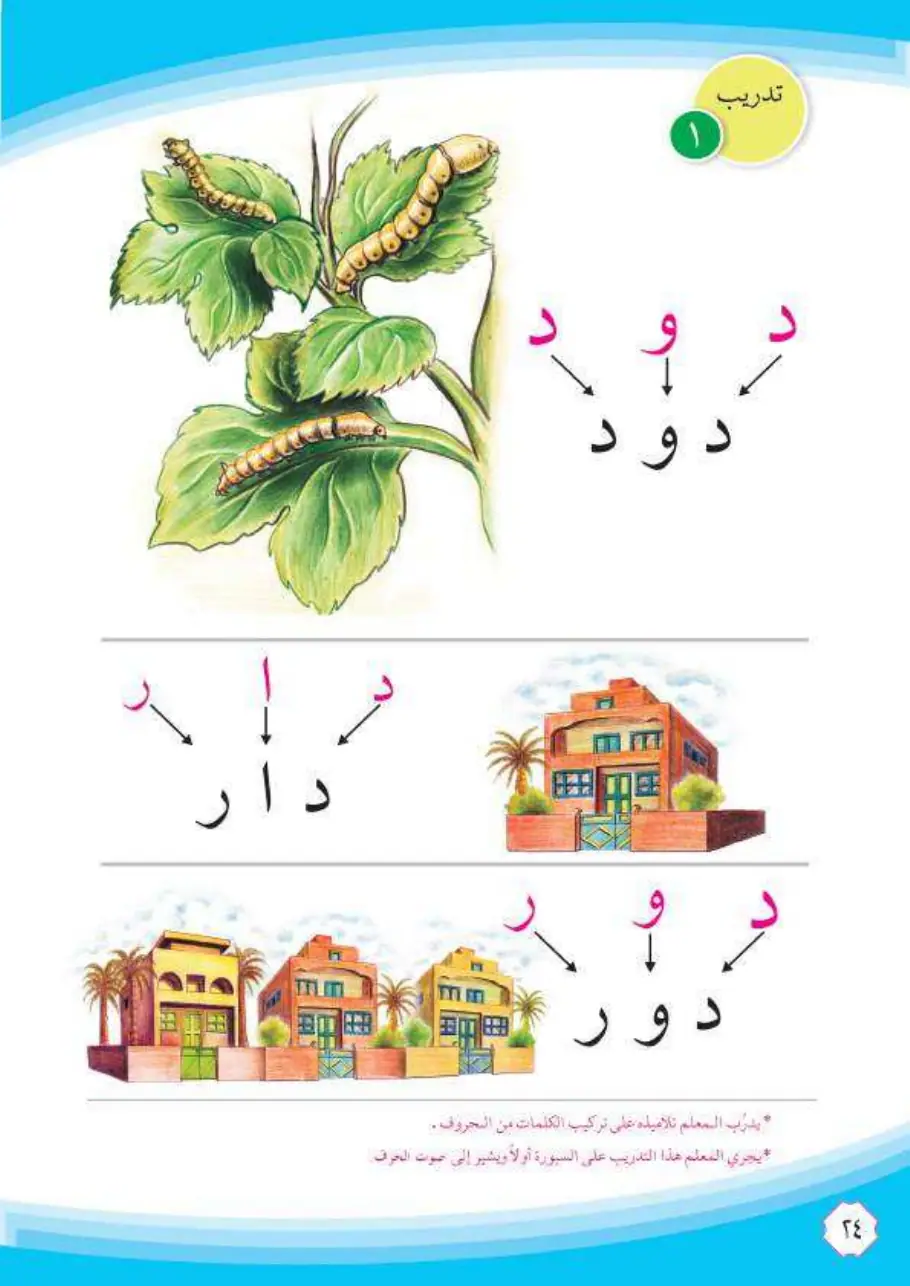 تدريب
١
د و د
د و د
د ا ر
د ا ر
د و ر
د و ر
* يدرّب المعلم تلاميذه على تركيب الكلمات من الحروف .
* يجري المعلم هذا التدريب على السبورة أولاً ويشير إلى صوت الحرف
٢٤